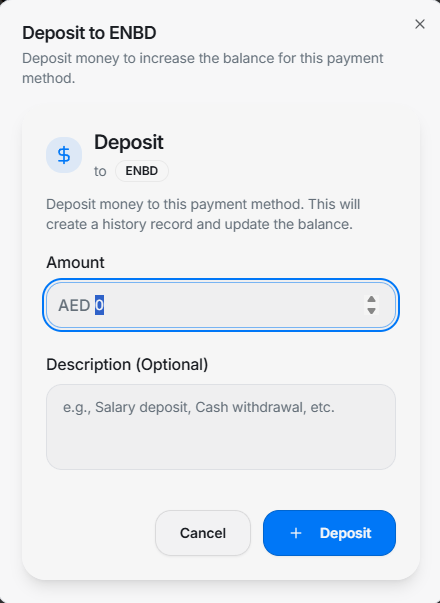 Deposit to ENBD
Deposit money to increase the balance for this payment
method.
$
Deposit
to ENBD
Deposit money to this payment method. This will
create a history record and update the balance.
Amount
AED 0
Description (Optional)
e.g., Salary deposit, Cash withdrawal, etc.
Cancel
+ Deposit